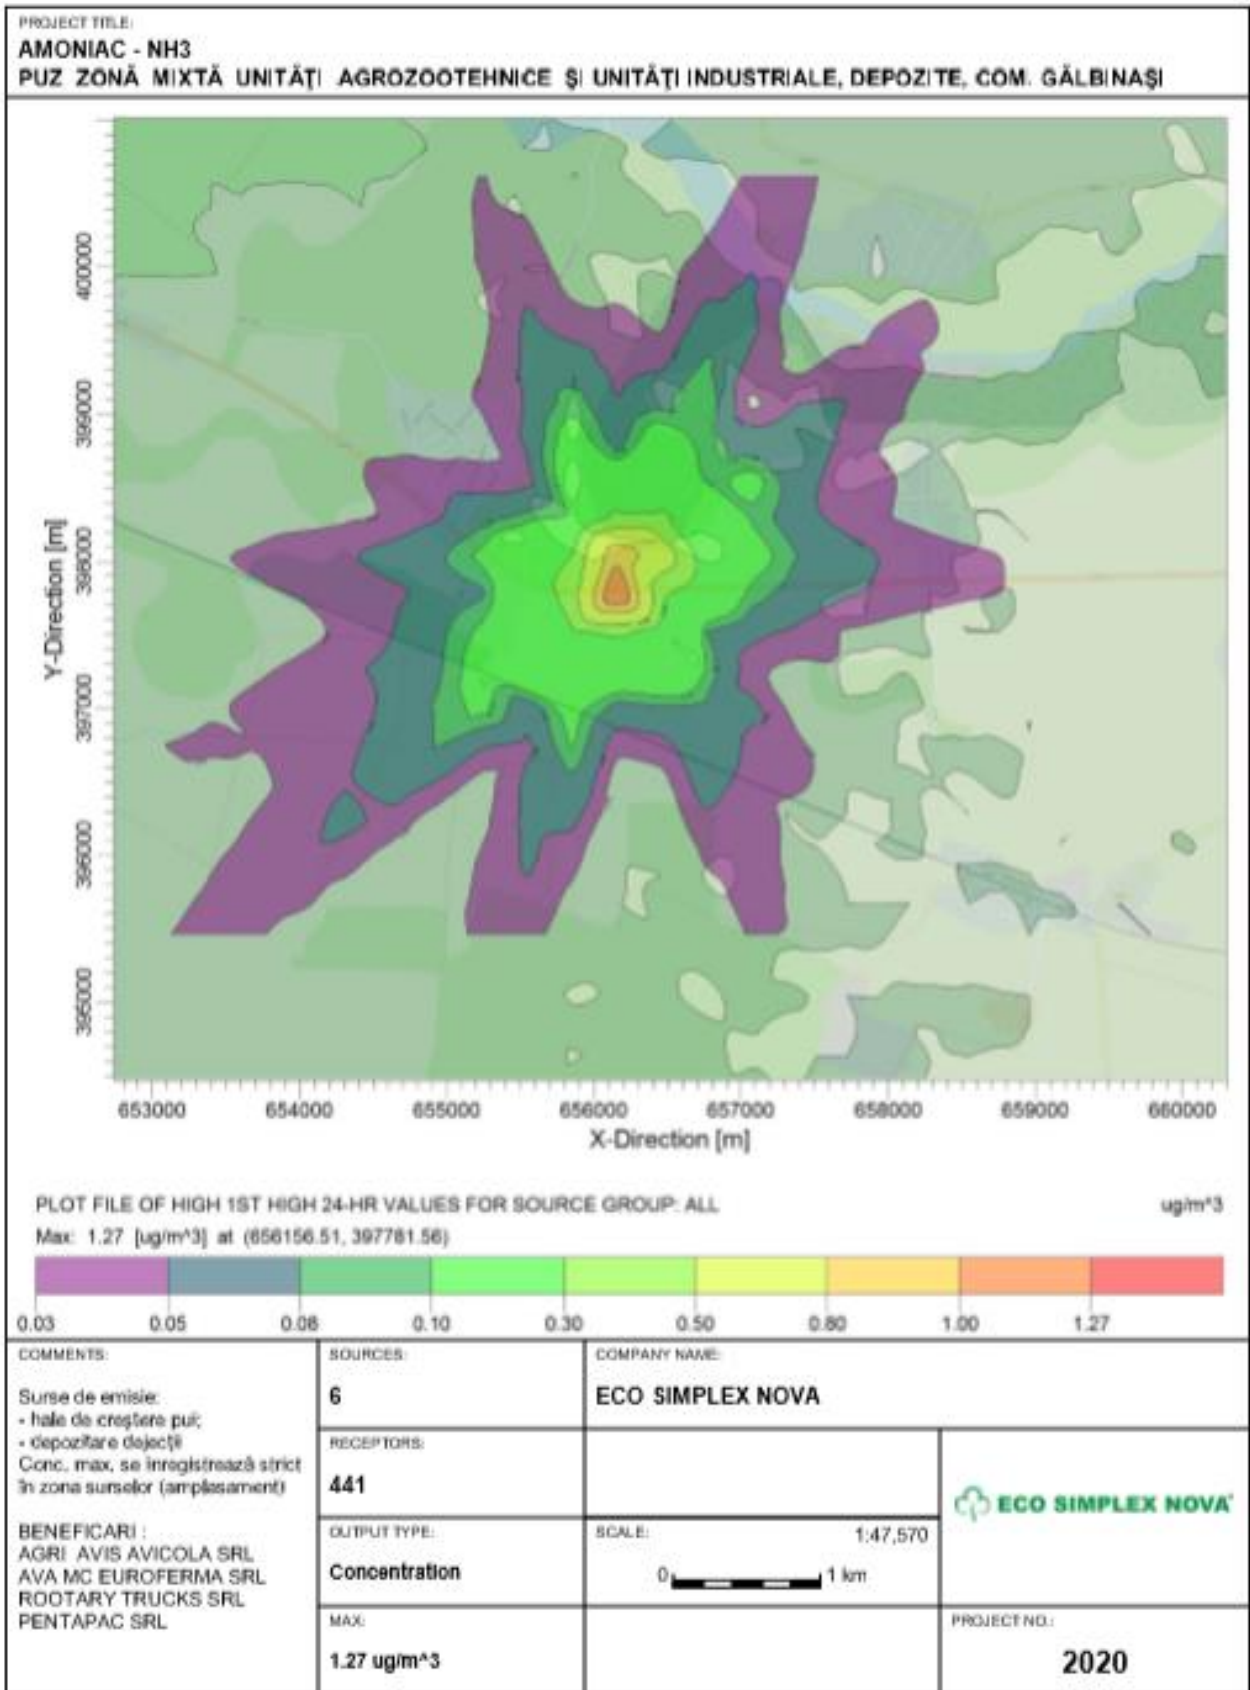 PROJECT TITLE:
AMONIAC - NH3
PUZ ZONĂ MIXTĂ UNITĂȚI AGROZOOTEHNICE ȘI UNITĂȚI INDUSTRIALE, DEPOZITE, COM. GĂLBINAȘI
Y-Direction [m]
400000
399000
398000
397000
396000
395000
653000 654000 655000 656000 657000 658000 659000 660000
X-Direction [m]
PLOT FILE OF HIGH 1ST HIGH 24-HR VALUES FOR SOURCE GROUP: ALL ug/m^3
Max: 1.27 [ug/m^3] at (656156.51, 397781.56)
0.03 0.05 0.08 0.10 0.30 0.50 0.80 1.00 1.27
COMMENTS:
Surse de emisie:
- hale de creștere pui;
- depozitare dejecții
Conc. max. se înregistrează strict
în zona surselor (amplasament)
BENEFICARI :
AGRI AVIS AVICOLA SRL
AVA MC EUROFERMA SRL
ROOTARY TRUCKS SRL
PENTAPAC SRL
SOURCES:
6
RECEPTORS:
441
OUTPUT TYPE:
Concentration
MAX:
1.27 ug/m^3
COMPANY NAME:
ECO SIMPLEX NOVA
SCALE: 1:47,570
0 1 km
ECO SIMPLEX NOVA
PROJECT NO.:
2020